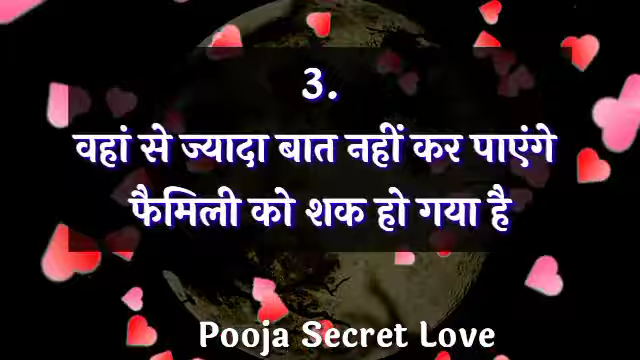 3.
वहां से ज्यादा बात नहीं कर पाएंगे
फैमिली को शक हो गया है
Pooja Secret Love